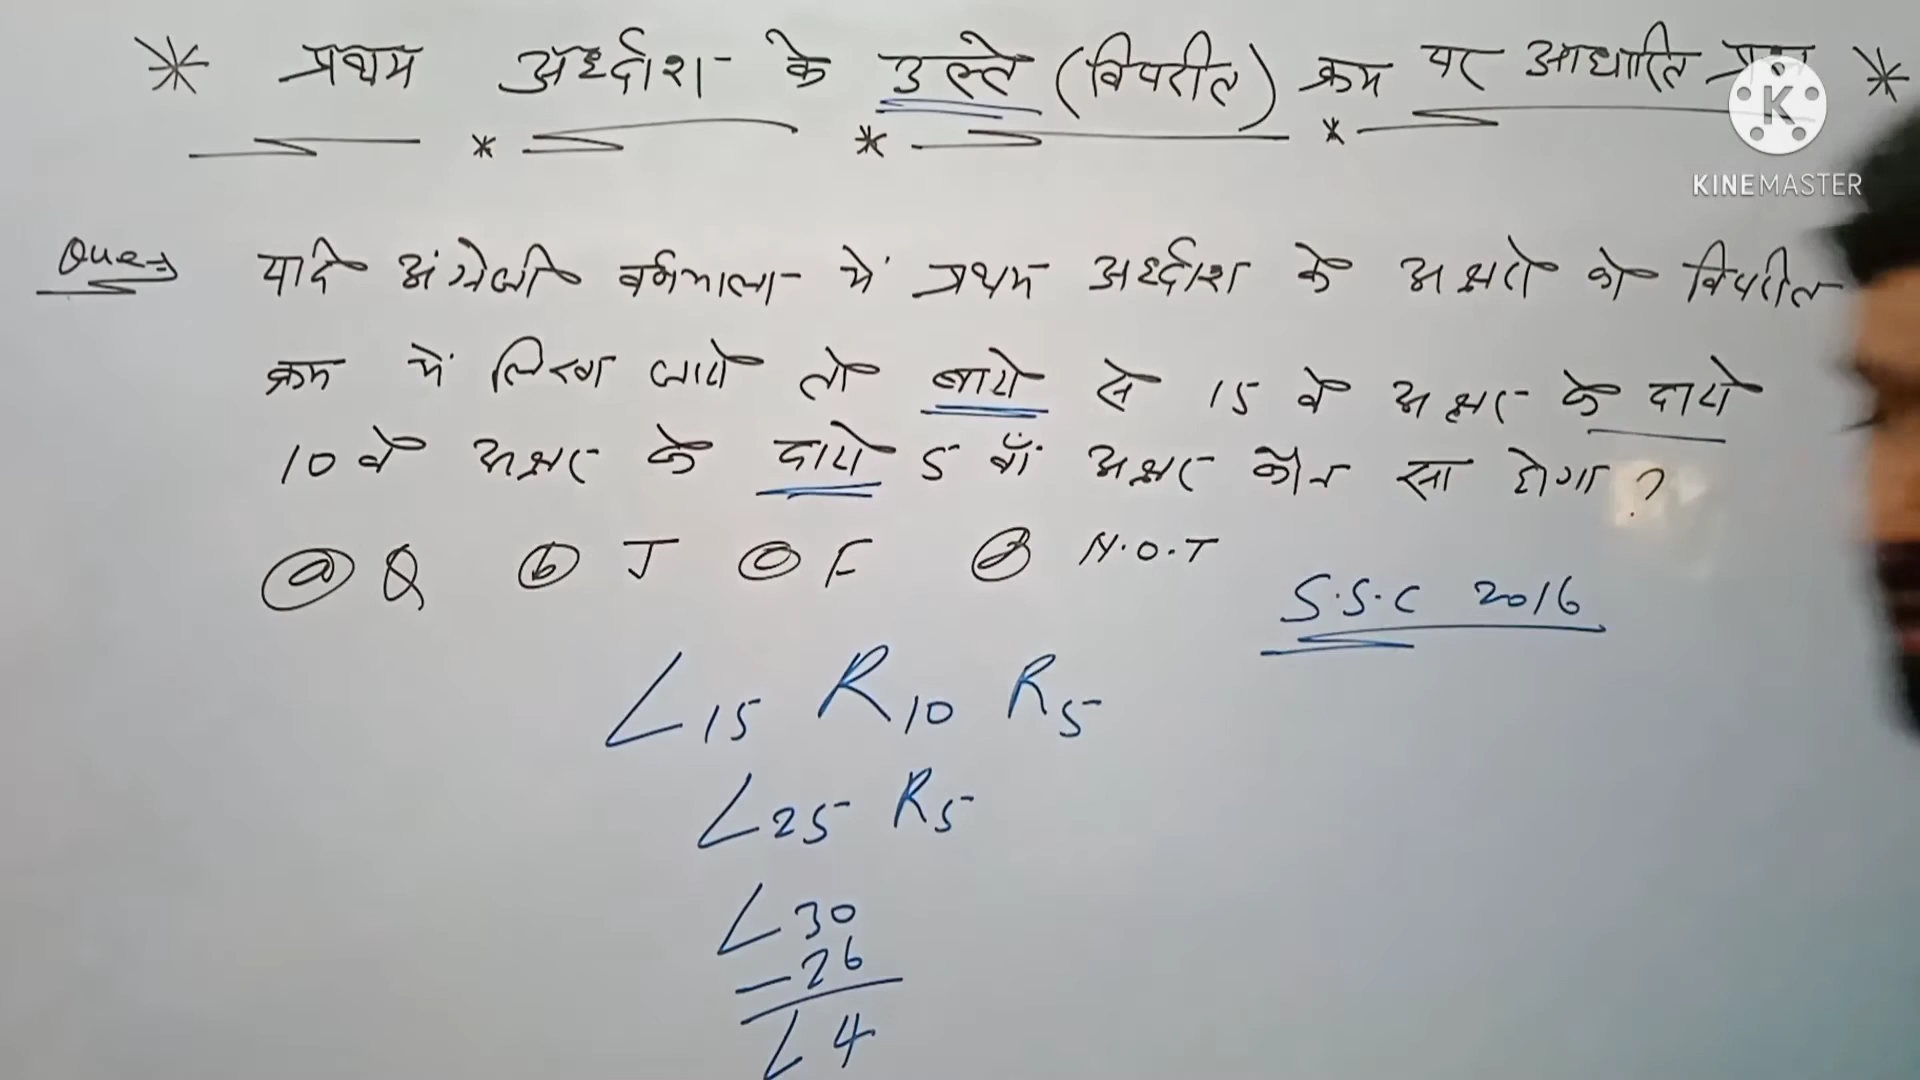 * प्रथम अर्ध्दाश के उल्टे (विपरीत) क्रम पर आधारित प्रश्न *
KINEMASTER
Que⇒ यदि अंग्रेजी वर्णमाला में प्रथम अर्ध्दाश के अक्षरो को विपरीत
क्रम में लिखा जाये तो बाये से 15 वे अक्षर के दाये
10 वे अक्षर के दाये 5 वाँ अक्षर कौन सा होगा ?
(a) Q (b) J (c) F (d) N.O.T
S.S.C 2016
L15 R10 R5
L25 R5
L30
-26
L4